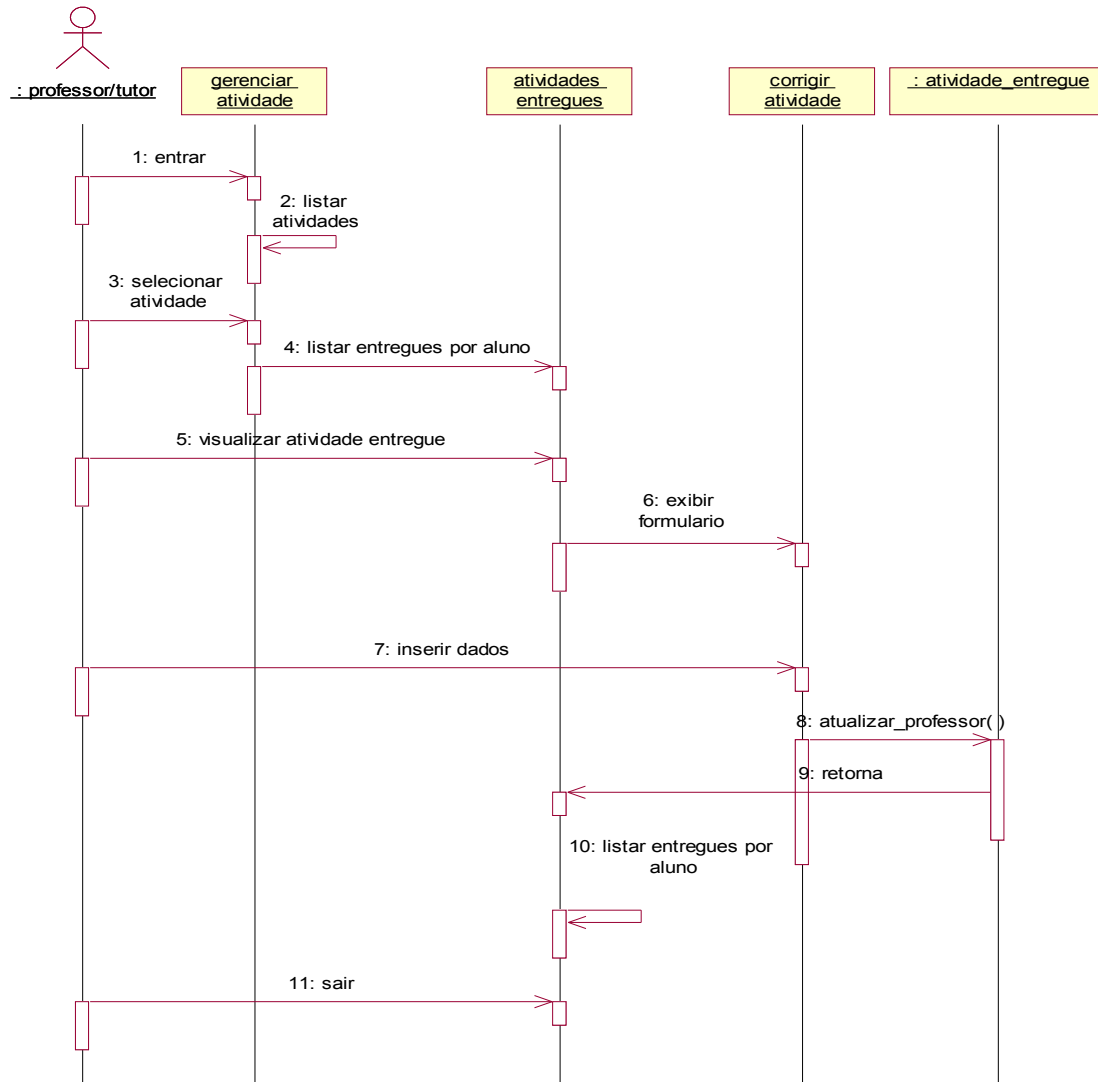 : professor/tutor
gerenciar
atividade
atividades
entregues
corrigir
atividade
: atividade_entregue
1: entrar
2: listar
atividades
3: selecionar
atividade
4: listar entregues por aluno
5: visualizar atividade entregue
6: exibir
formulario
7: inserir dados
8: atualizar_professor( )
9: retorna
10: listar entregues por
aluno
11: sair